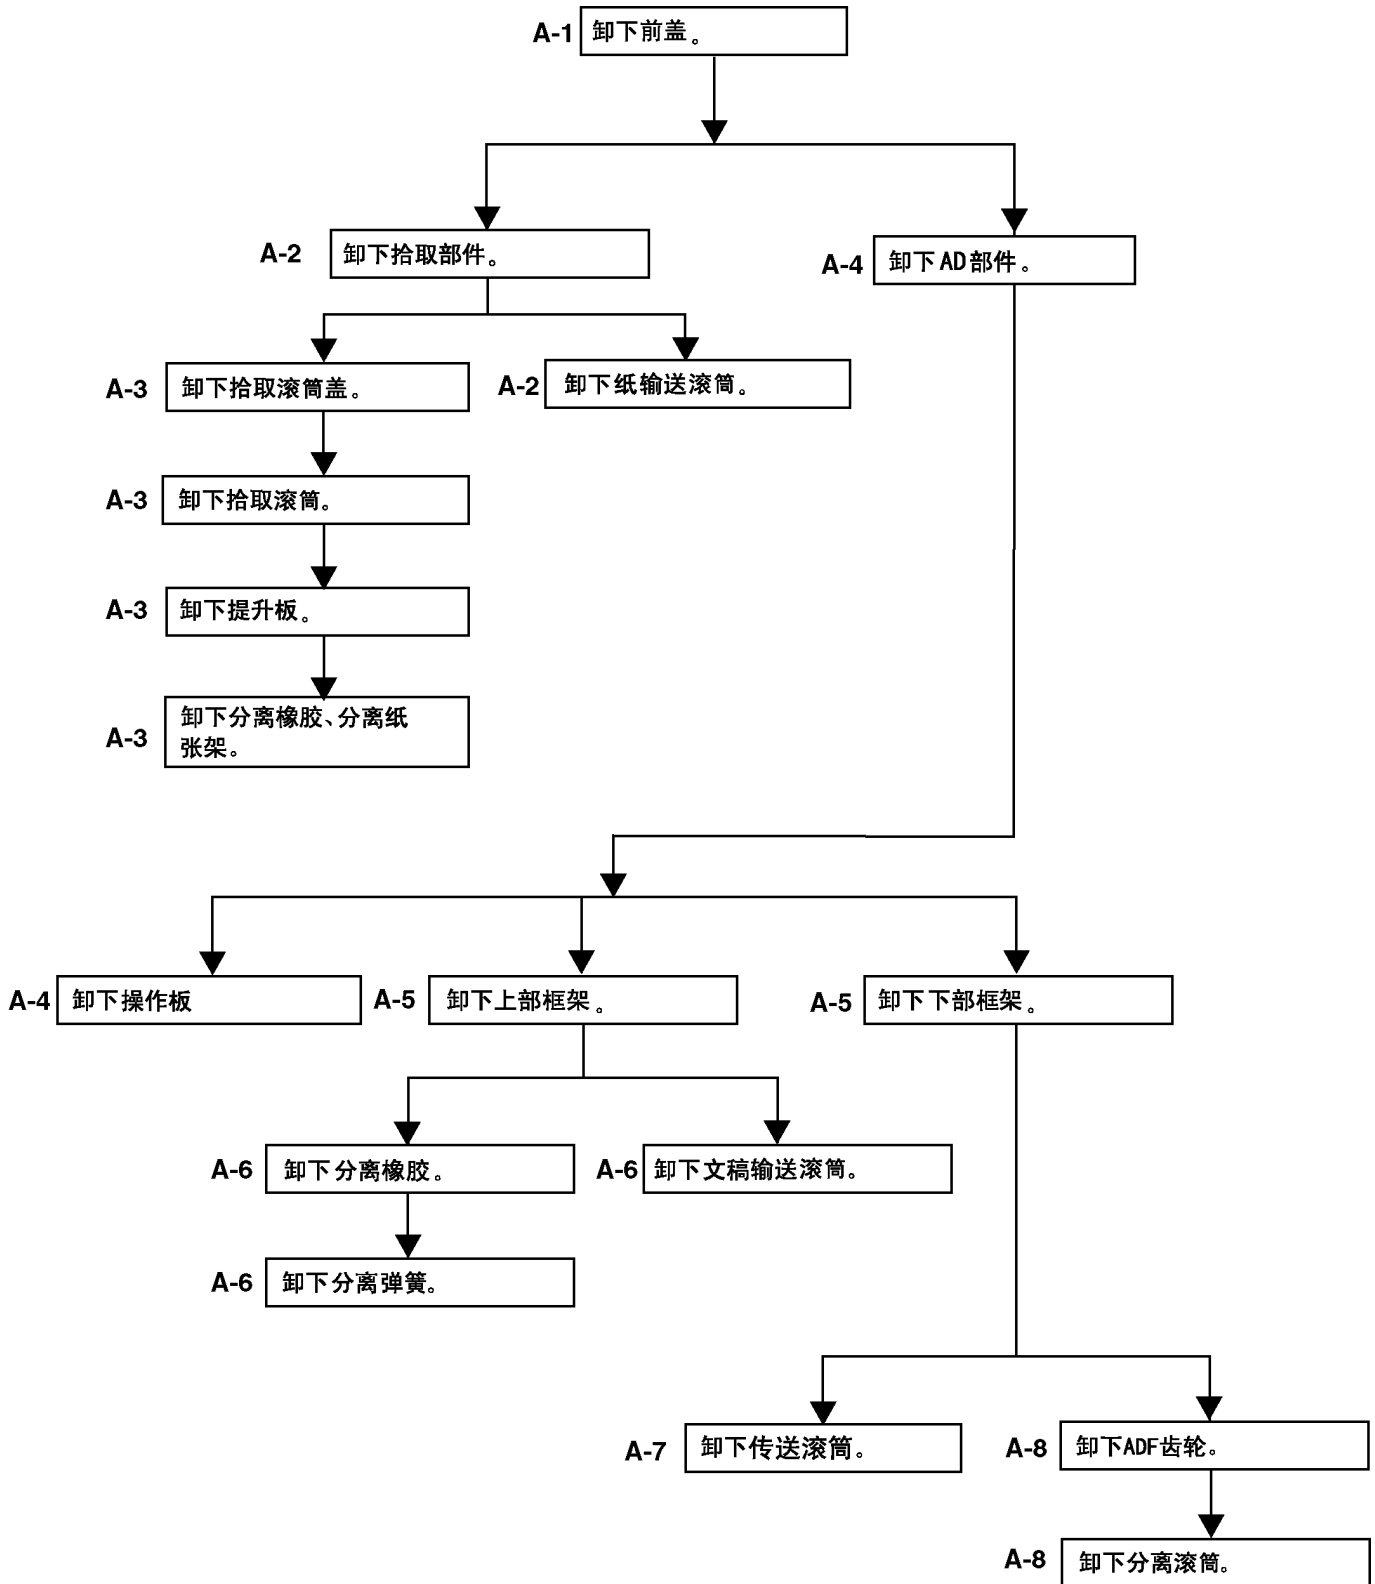 A-1 卸下前盖。
A-2 卸下拾取部件。
A-4 卸下AD部件。
A-3 卸下拾取滚筒盖。
A-2 卸下纸输送滚筒。
A-3 卸下拾取滚筒。
A-3 卸下提升板。
A-3 卸下分离橡胶、分离纸
张架。
A-4 卸下操作板
A-5 卸下上部框架。
A-5 卸下下部框架。
A-6 卸下分离橡胶。
A-6 卸下文稿输送滚筒。
A-6 卸下分离弹簧。
A-7 卸下传送滚筒。
A-8 卸下ADF齿轮。
A-8 卸下分离滚筒。